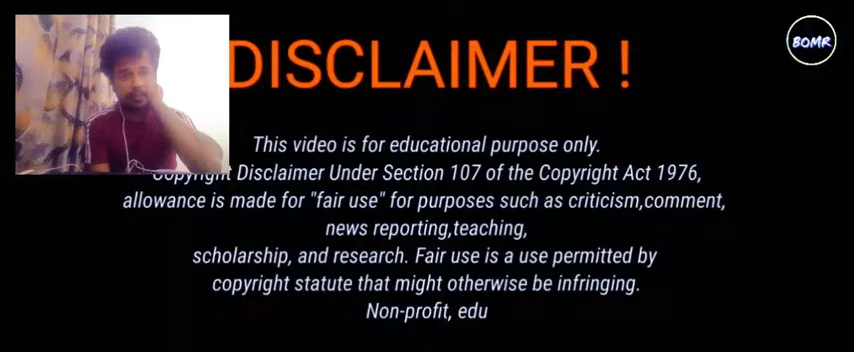 DISCLAIMER !
BOMR
This video is for educational purpose only.
Copyright Disclaimer Under Section 107 of the Copyright Act 1976,
allowance is made for "fair use" for purposes such as criticism,comment,
news reporting,teaching,
scholarship, and research. Fair use is a use permitted by
copyright statute that might otherwise be infringing.
Non-profit, edu